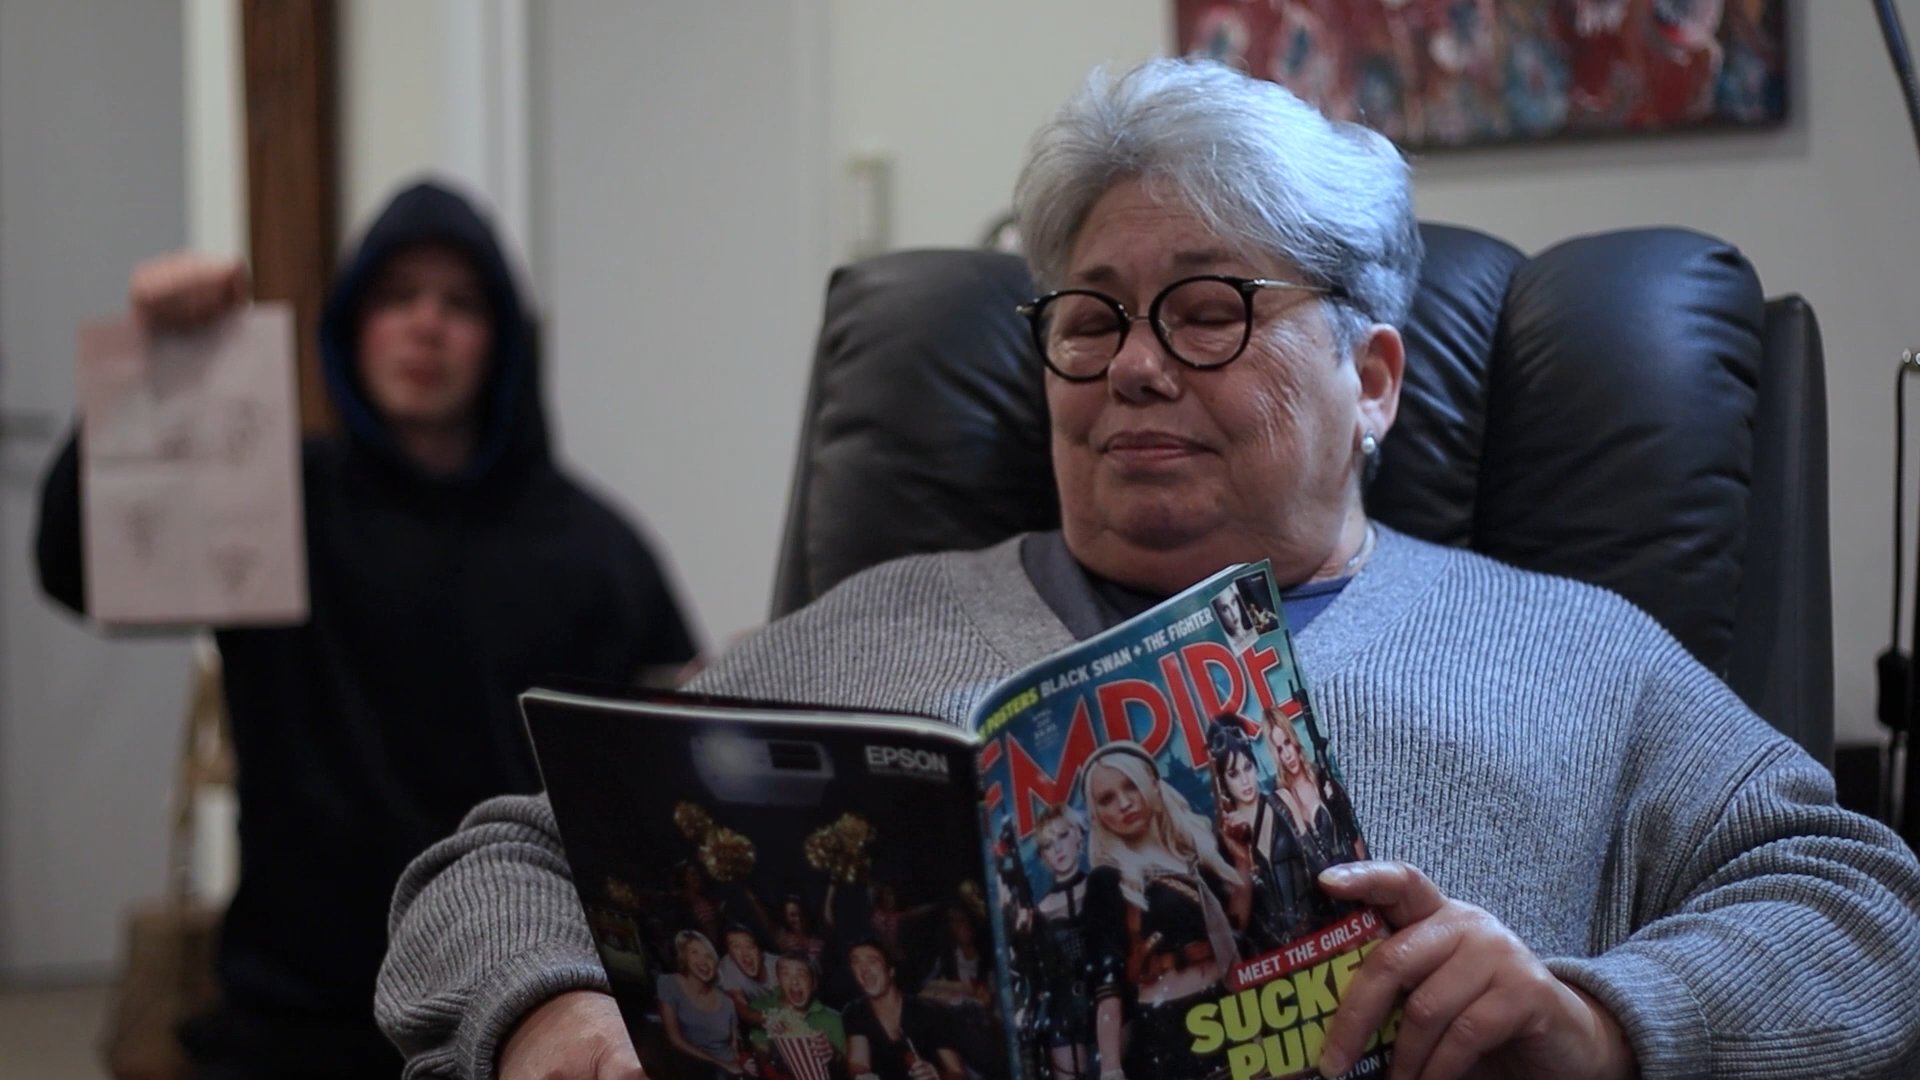 POSTERS BLACK SWAN + THE FIGHTER
EMPIRE
EPSON
MEET THE GIRLS OF
SUCKER
PUNCH